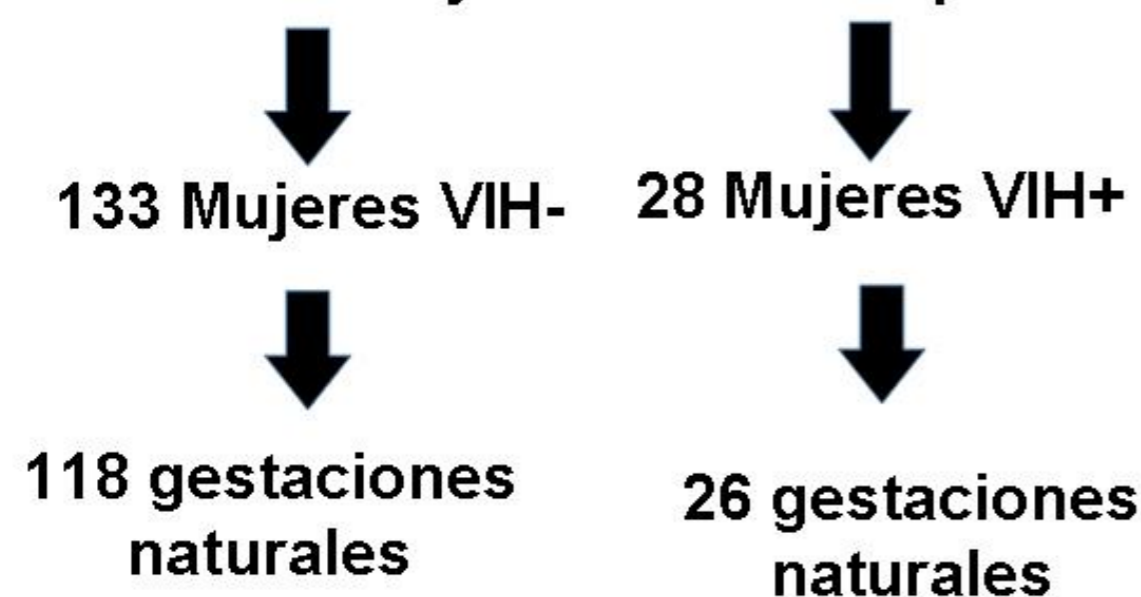 133 Mujeres VIH-
28 Mujeres VIH+
118 gestaciones
naturales
26 gestaciones
naturales